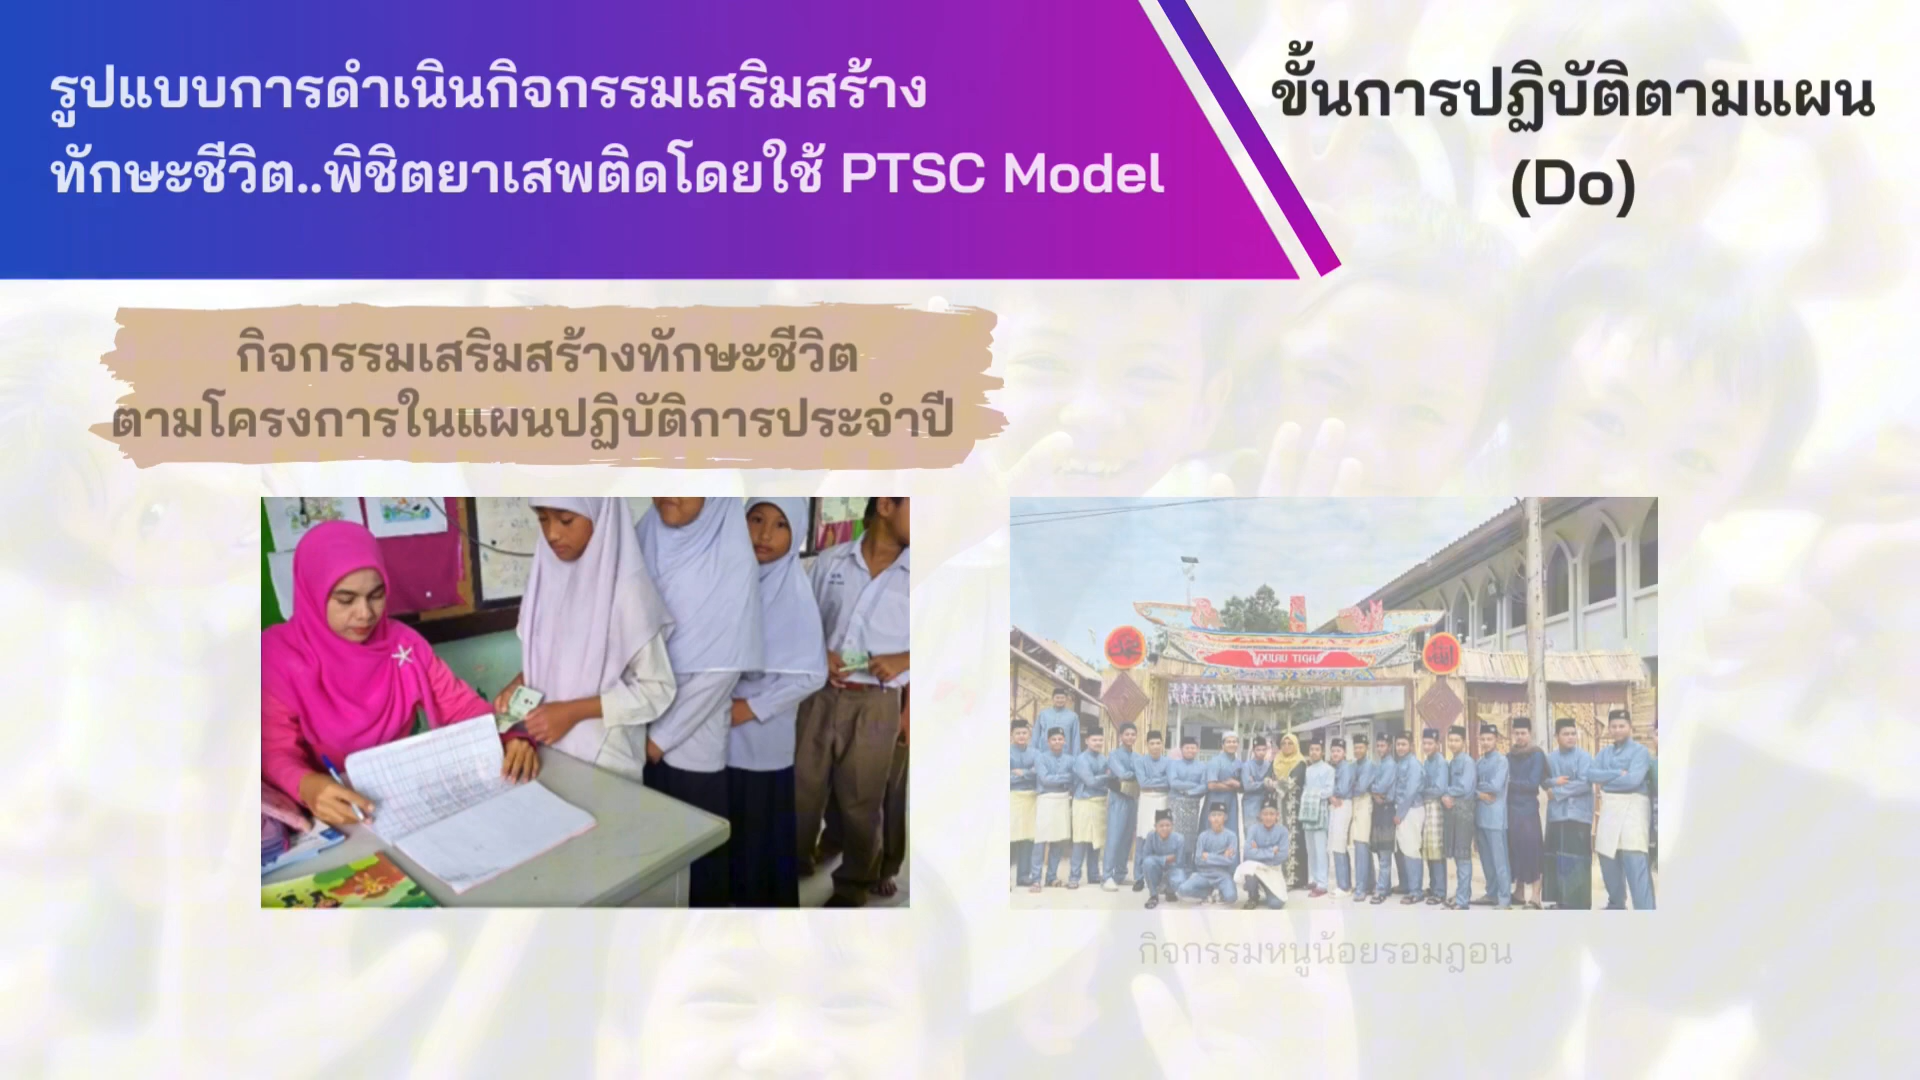 รูปแบบการดำเนินกิจกรรมเสริมสร้าง
ทักษะชีวิต..พิชิตยาเสพติดโดยใช้ PTSC Model
ขั้นการปฏิบัติตามแผน
(Do)
กิจกรรมเสริมสร้างทักษะชีวิต
ตามโครงการในแผนปฏิบัติการประจำปี
PULAU TIGA
กิจกรรมหนูน้อยรอมฎอน